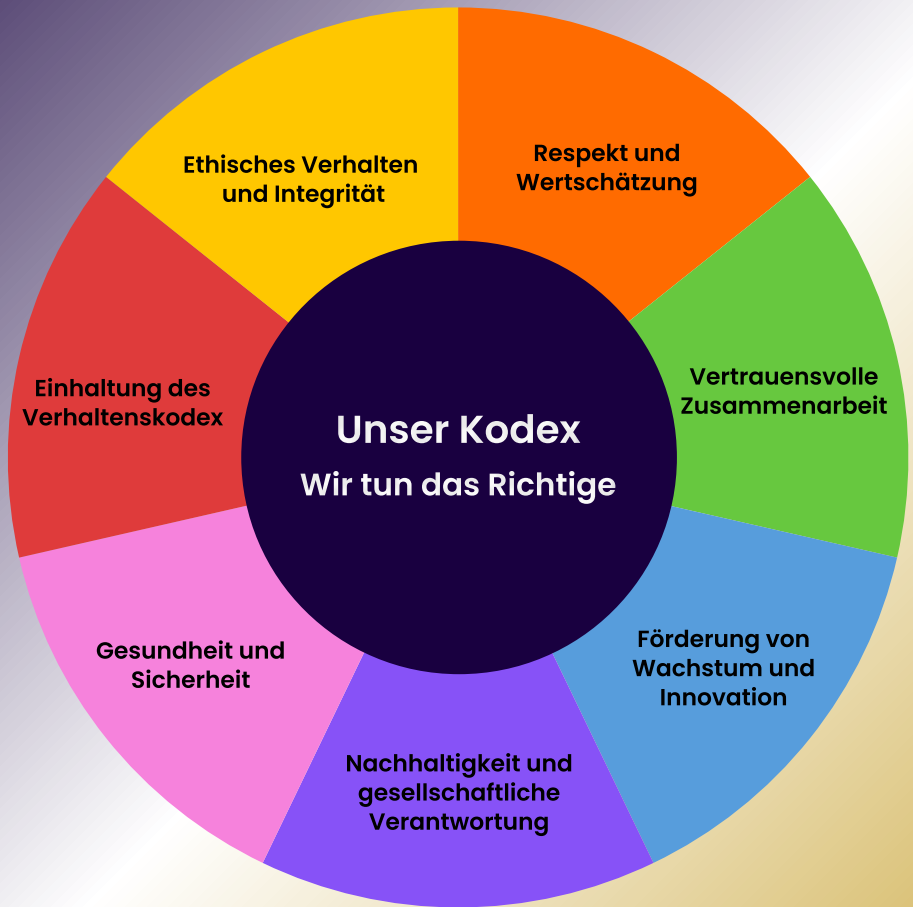 Unser Kodex
Wir tun das Richtige
Respekt und
Wertschätzung
Vertrauensvolle
Zusammenarbeit
Förderung von
Wachstum und
Innovation
Nachhaltigkeit und
gesellschaftliche
Verantwortung
Gesundheit und
Sicherheit
Einhaltung des
Verhaltenskodex
Ethisches Verhalten
und Integrität